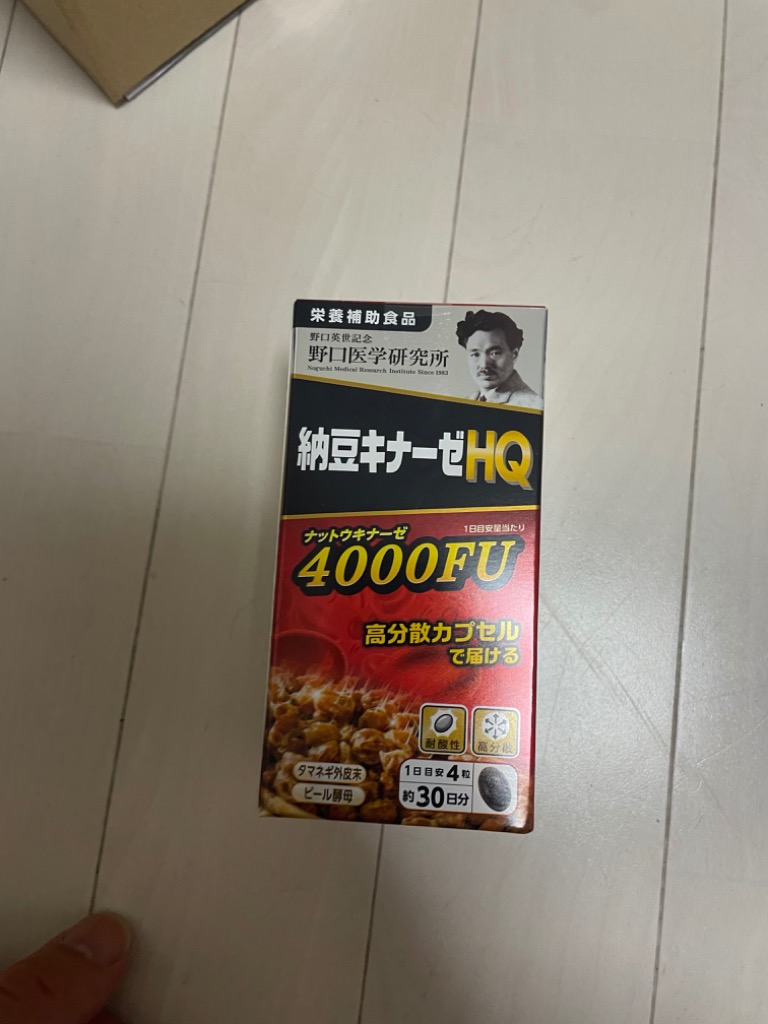 栄養補助食品
野口英世記念
野口医学研究所
Noguchi Medical Research Institute Since 1983
納豆キナーゼHQ
1日目安量当たり
ナットウキナーゼ
4000FU
高分散カプセル
で届ける
耐酸性
高分散
タマネギ外皮末
ビール酵母
1日目安4粒
約30日分